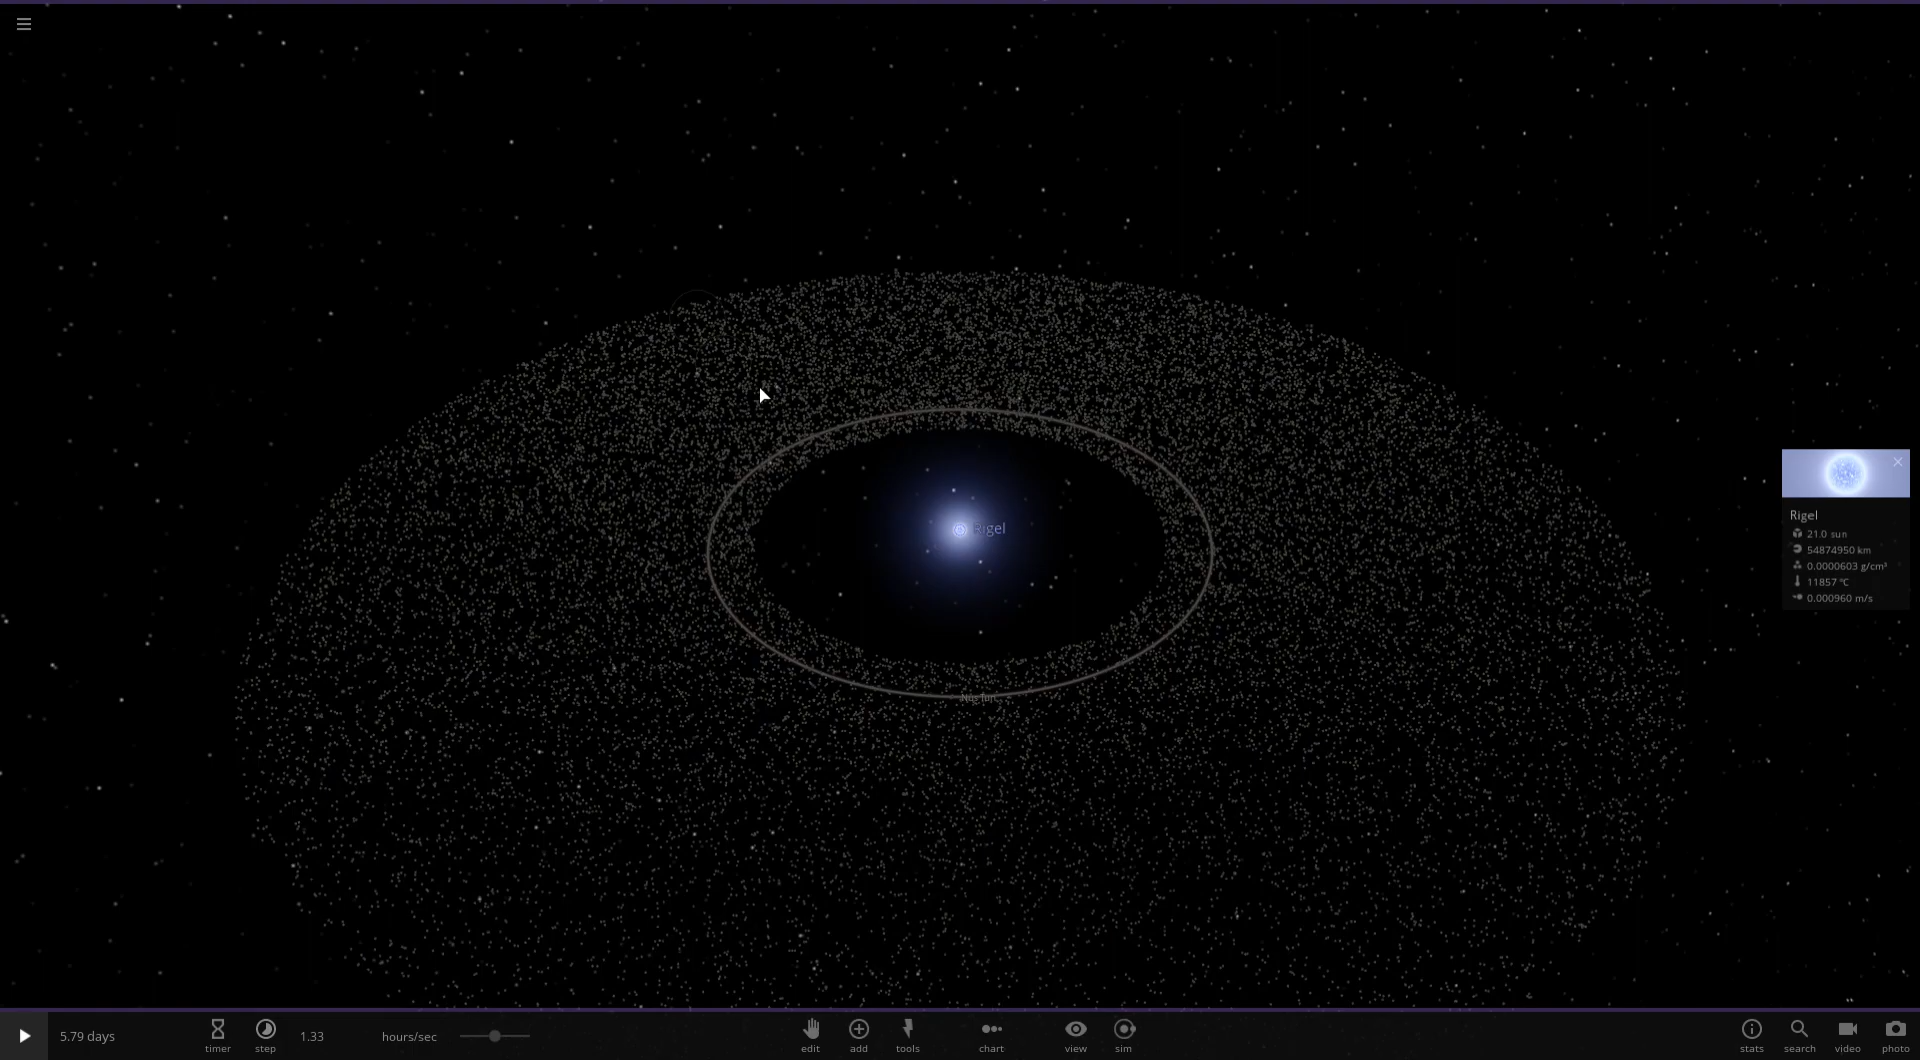 Rigel
Rigel
21.0 sun
54874950 km
0.0000603 g/cm³
11857 °C
0.000960 m/s
5.79 days
timer
step
1.33
hours/sec
edit
add
tools
chart
view
sim
stats
search
video
photo